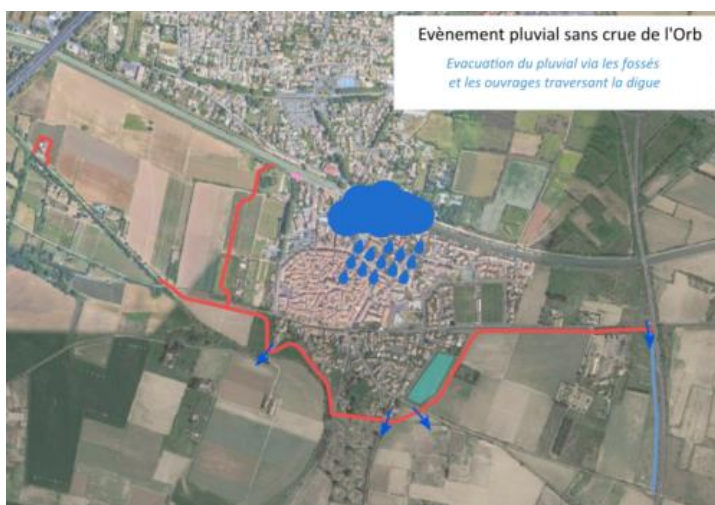 Evènement pluvial sans crue de l'Orb
Evacuation du pluvial via les fossés
et les ouvrages traversant la digue